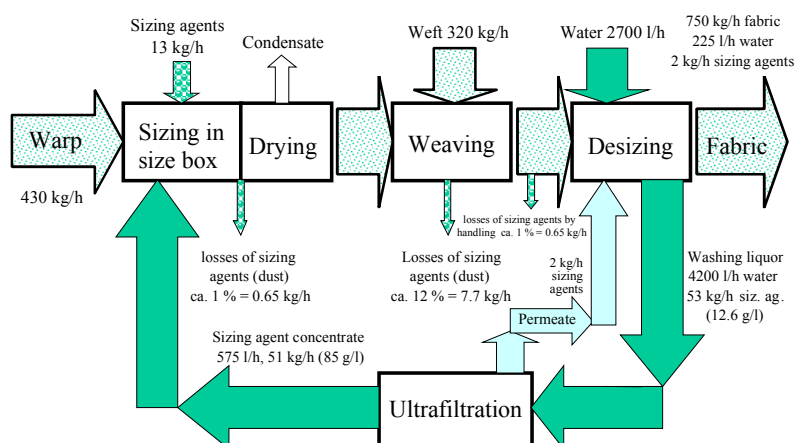 Sizing agents
13 kg/h
Condensate
Weft 320 kg/h
Water 2700 l/h
750 kg/h fabric
225 l/h water
2 kg/h sizing agents
Warp
Sizing in
size box
Drying
Weaving
Desizing
Fabric
430 kg/h
losses of sizing
agents (dust)
ca. 1 % = 0.65 kg/h
Losses of sizing
agents (dust)
ca. 12 % = 7.7 kg/h
losses of sizing agents by
handling ca. 1 % = 0.65 kg/h
2 kg/h
sizing
agents
Washing liquor
4200 l/h water
53 kg/h siz. ag.
(12.6 g/l)
Permeate
Sizing agent concentrate
575 l/h, 51 kg/h (85 g/l)
Ultrafiltration